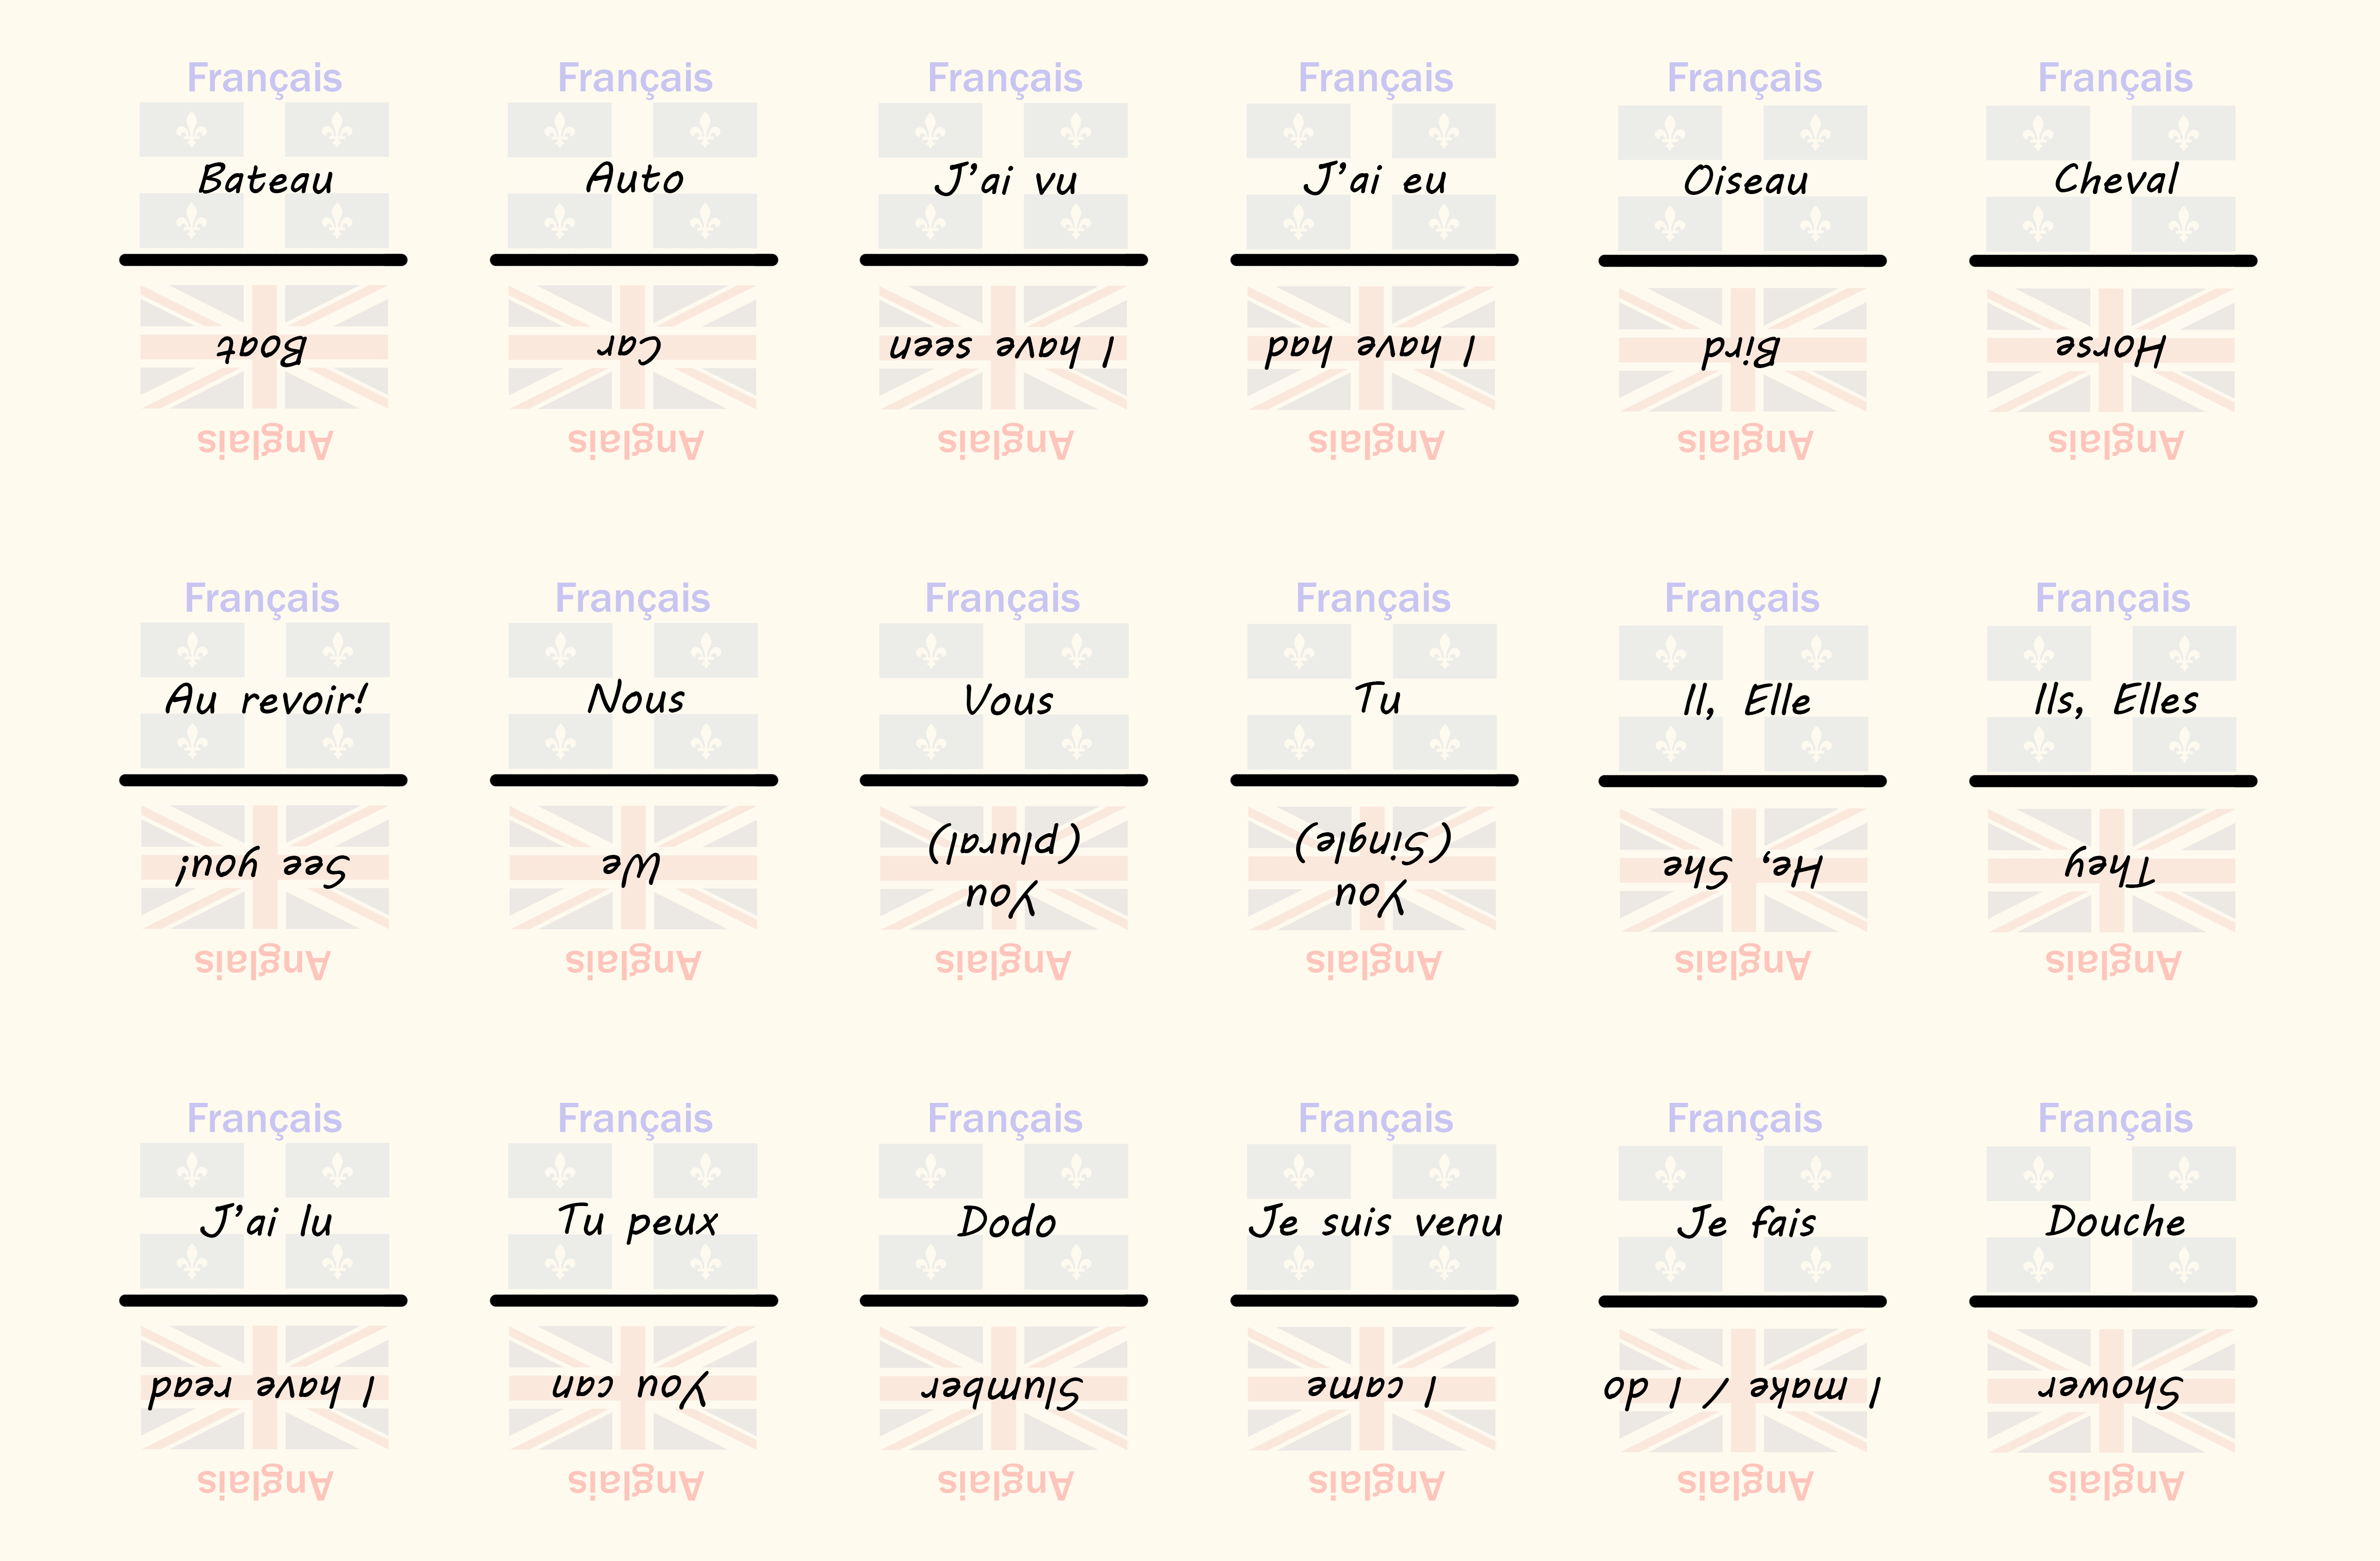 Français
Bateau
Boat
Anglais
Français
Auto
Car
Anglais
Français
J'ai vu
I have seen
Anglais
Français
J'ai eu
I have had
Anglais
Français
Oiseau
Bird
Anglais
Français
Cheval
Horse
Anglais
Français
Au revoir!
See you!
Anglais
Français
Nous
We
Anglais
Français
Vous
You
(plural)
Anglais
Français
Tu
You
(Single)
Anglais
Français
Il, Elle
He, She
Anglais
Français
Ils, Elles
They
Anglais
Français
J'ai lu
I have read
Anglais
Français
Tu peux
You can
Anglais
Français
Dodo
Slumber
Anglais
Français
Je suis venu
I came
Anglais
Français
Je fais
I make / I do
Anglais
Français
Douche
Shower
Anglais